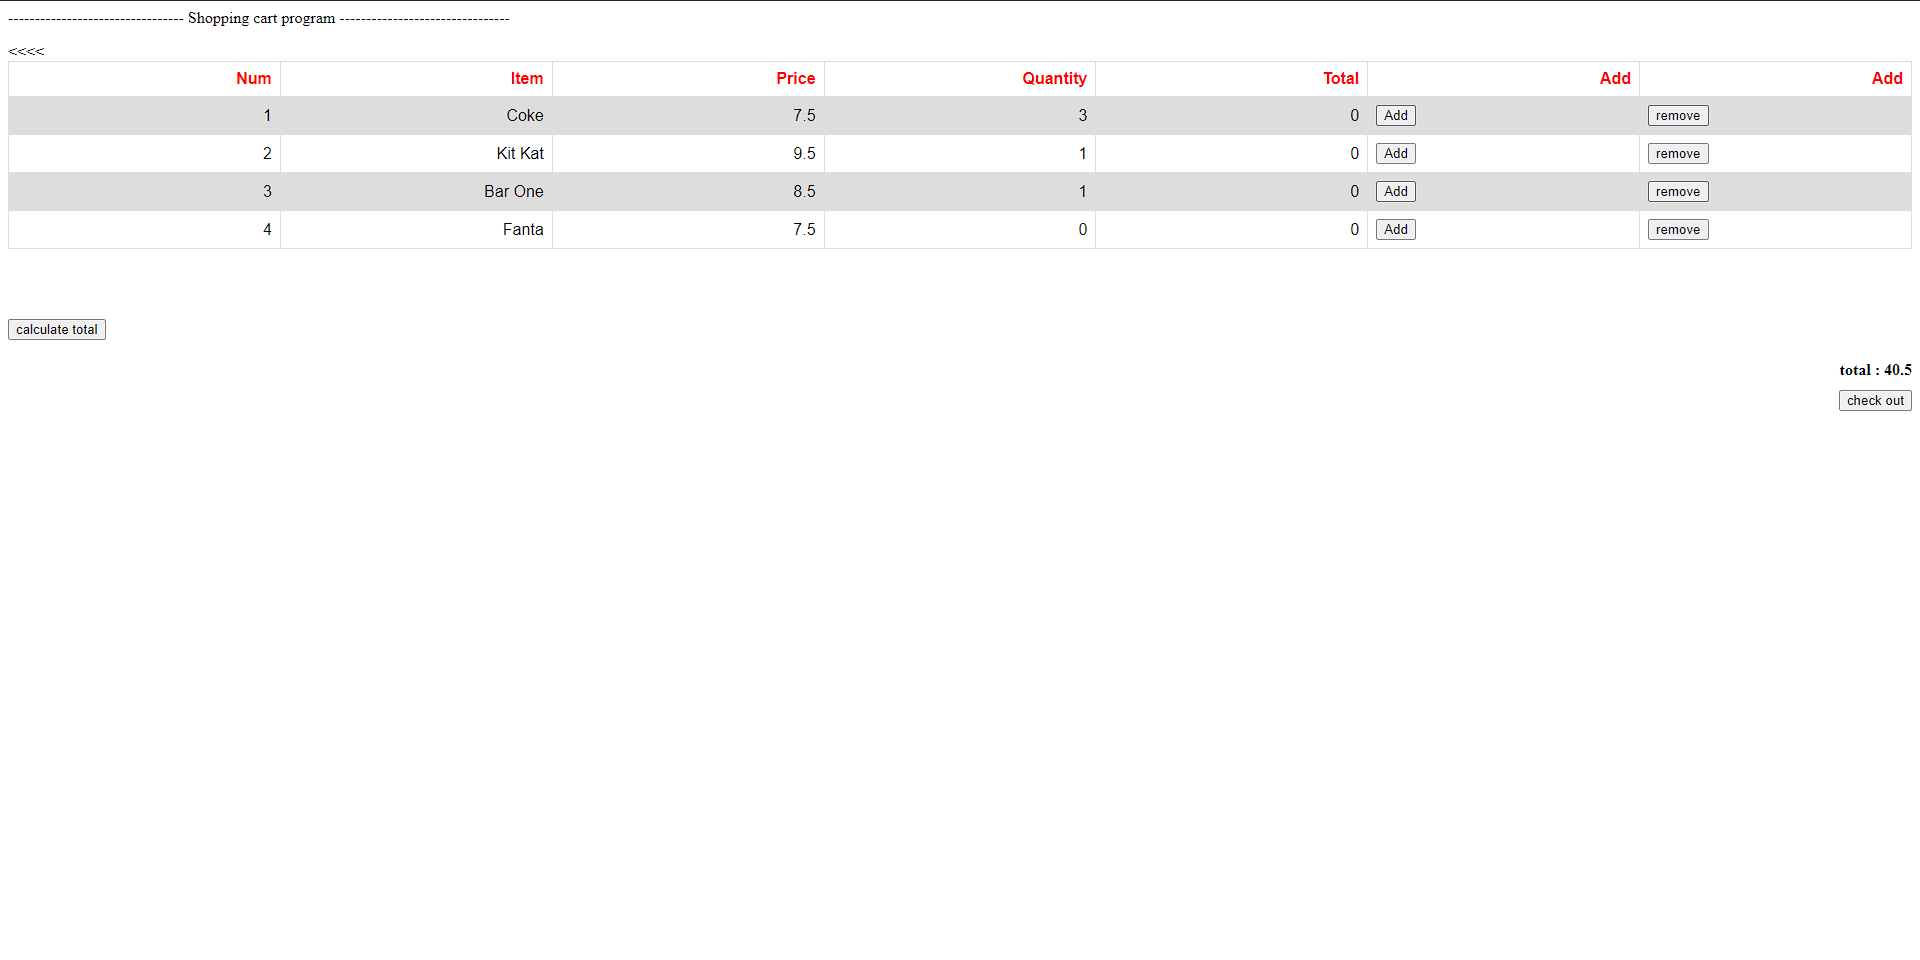 --------------------------------- Shopping cart program --------------------------------
<<<<
Num Item Price Quantity Total Add Add
1 Coke 7.5 3 0 Add remove
2 Kit Kat 9.5 1 0 Add remove
3 Bar One 8.5 1 0 Add remove
4 Fanta 7.5 0 0 Add remove
calculate total
total : 40.5
check out